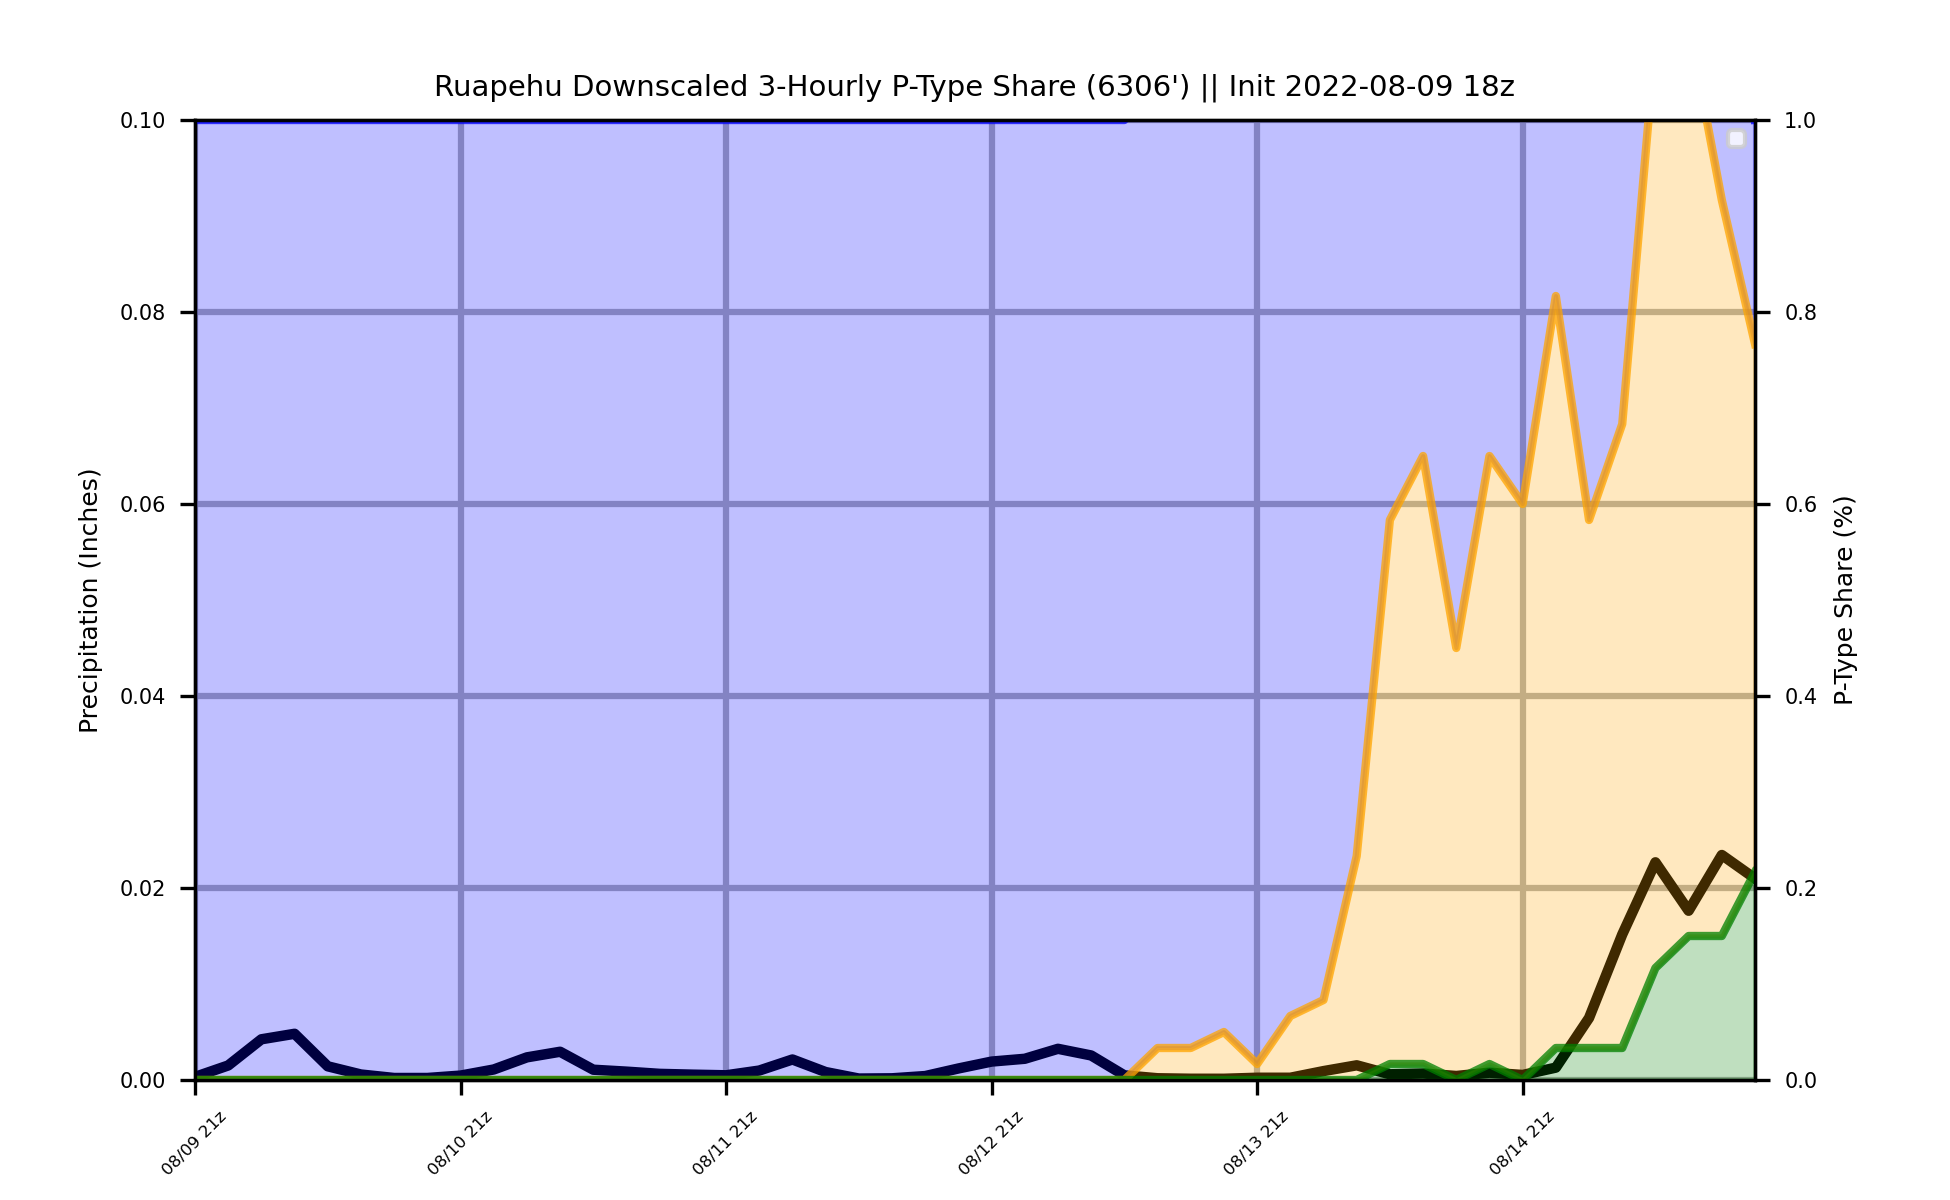 Ruapehu Downscaled 3-Hourly P-Type Share (6306') || Init 2022-08-09 18z
0.10
0.08
0.06
0.04
0.02
0.00
Precipitation (Inches)
1.0
0.8
0.6
0.4
0.2
0.0
P-Type Share (%)
08/09 21z
08/10 21z
08/11 21z
08/12 21z
08/13 21z
08/14 21z